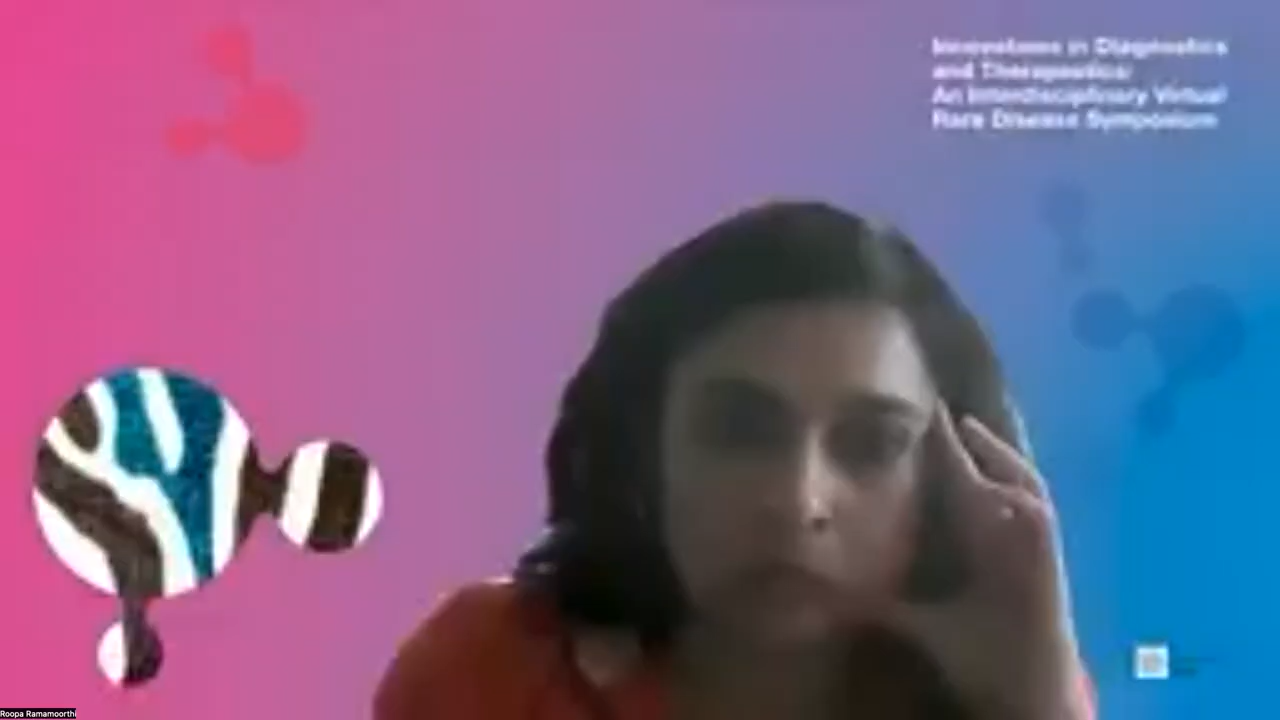 Innovations in Diagnostics
and Therapeutics:
An Interdisciplinary Virtual
Rare Disease Symposium
Roopa Ramamoorthi